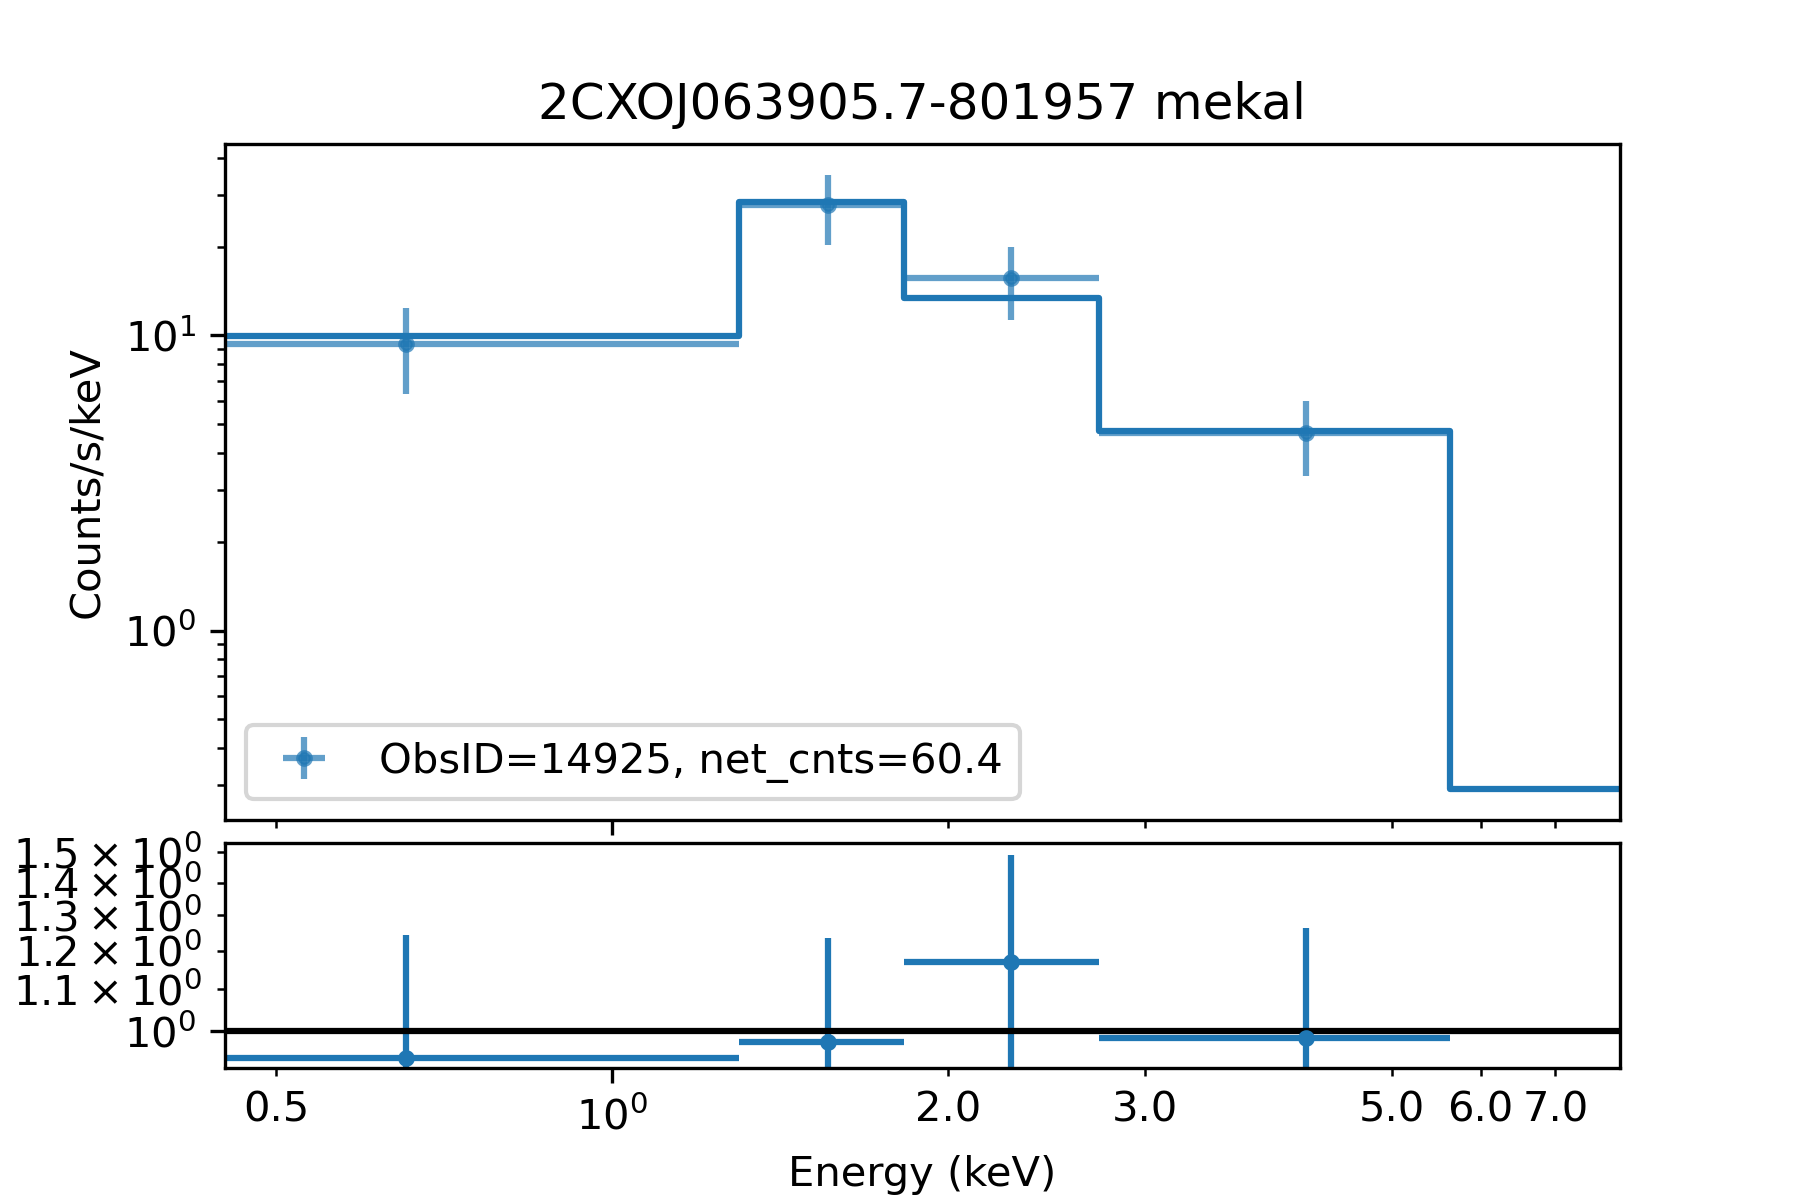 2CXOJ063905.7-801957 mekal
Counts/s/keV
10¹
10⁰
ObsID=14925, net_cnts=60.4
1.5 × 10⁰
1.4 × 10⁰
1.3 × 10⁰
1.2 × 10⁰
1.1 × 10⁰
10⁰
0.5 10⁰ 2.0 3.0 5.0 6.0 7.0
Energy (keV)